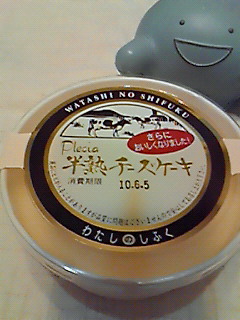 WATASHI NO SHIFUKU
Plecia
さらに
おいしくなりました!
半熟チーズケーキ
消費期限
10.6.5
わたしのしふく